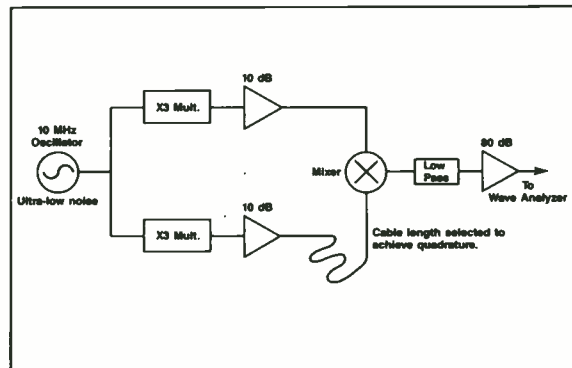 10 dB
X3 Mult.
10 MHz
Oscillator
Ultra-low noise
Mixer
Low
Pass
80 dB
To
Wave Analyzer
10 dB
X3 Mult.
Cable length selected to
achieve quadrature.